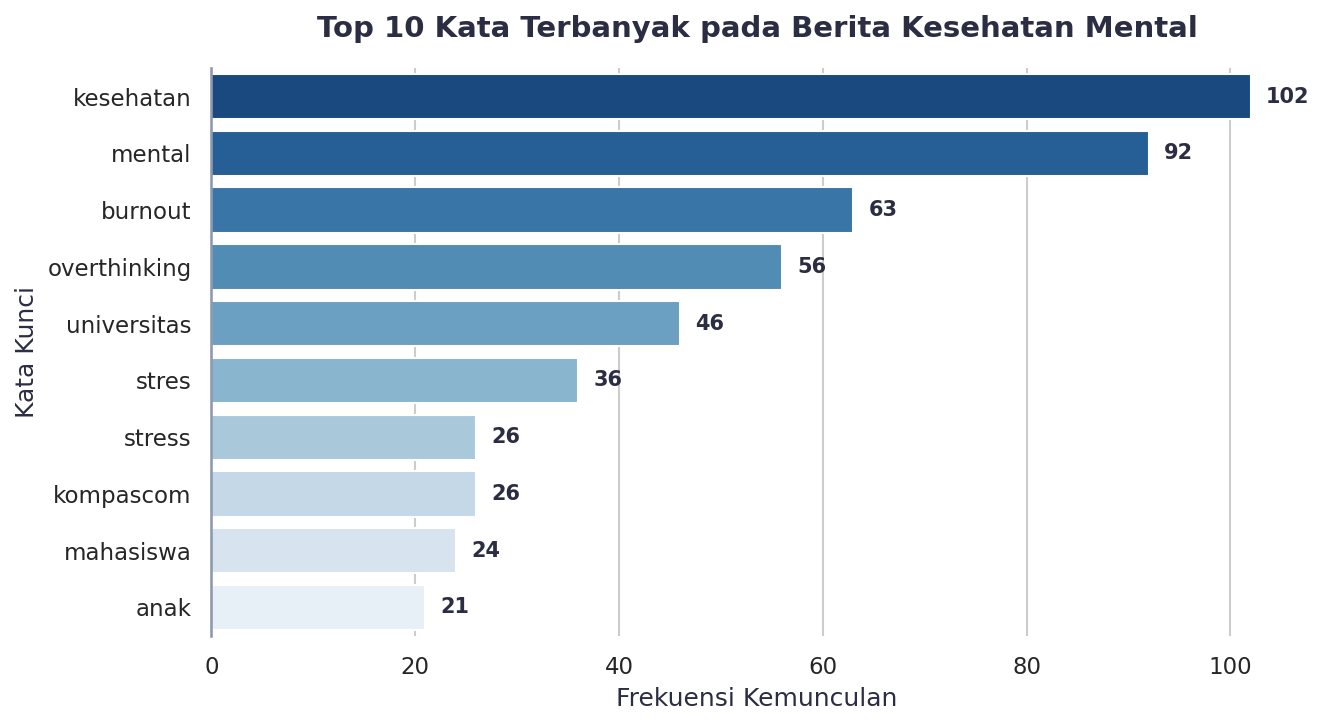 Top 10 Kata Terbanyak pada Berita Kesehatan Mental
Kata Kunci
kesehatan 102
mental 92
burnout 63
overthinking 56
universitas 46
stres 36
stress 26
kompascom 26
mahasiswa 24
anak 21
0 20 40 60 80 100
Frekuensi Kemunculan